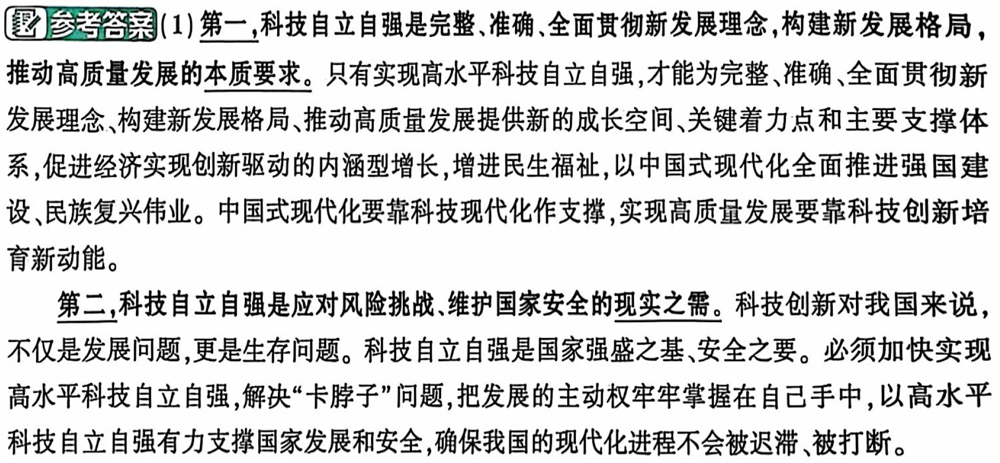 参考答案(1)第一,科技自立自强是完整、准确、全面贯彻新发展理念,构建新发展格局,
推动高质量发展的本质要求。只有实现高水平科技自立自强,才能为完整、准确、全面贯彻新
发展理念、构建新发展格局、推动高质量发展提供新的成长空间、关键着力点和主要支撑体
系,促进经济实现创新驱动的内涵型增长,增进民生福祉,以中国式现代化全面推进强国建
设、民族复兴伟业。中国式现代化要靠科技现代化作支撑,实现高质量发展要靠科技创新培
育新动能。
第二,科技自立自强是应对风险挑战、维护国家安全的现实之需。科技创新对我国来说,
不仅是发展问题,更是生存问题。科技自立自强是国家强盛之基、安全之要。必须加快实现
高水平科技自立自强,解决“卡脖子”问题,把发展的主动权牢牢掌握在自己手中,以高水平
科技自立自强有力支撑国家发展和安全,确保我国的现代化进程不会被迟滞、被打断。